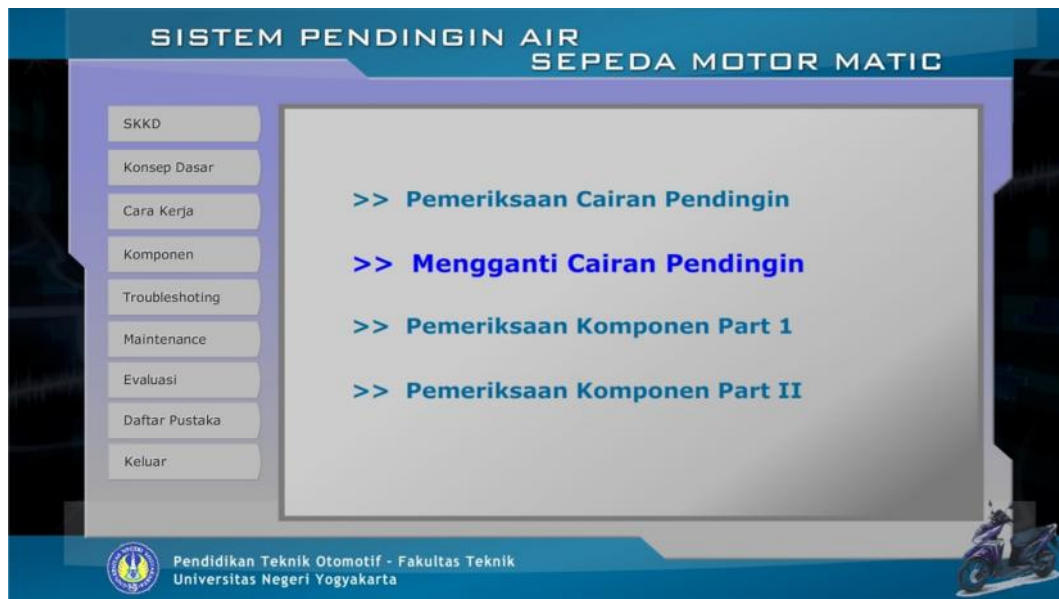 SISTEM PENDINGIN AIR
SEPEDA MOTOR MATIC
SKKD
Konsep Dasar
Cara Kerja
Komponen
Troubleshoting
Maintenance
Evaluasi
Daftar Pustaka
Keluar
>> Pemeriksaan Cairan Pendingin
>> Mengganti Cairan Pendingin
>> Pemeriksaan Komponen Part 1
>> Pemeriksaan Komponen Part II
Pendidikan Teknik Otomotif - Fakultas Teknik
Universitas Negeri Yogyakarta